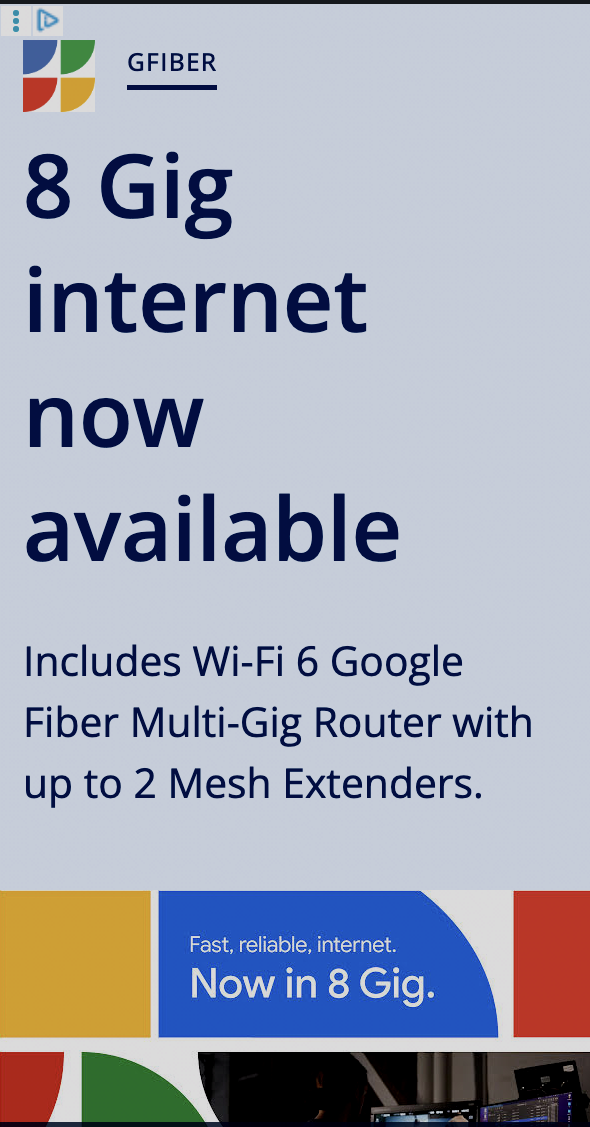 GFIBER
8 Gig
internet
now
available
Includes Wi-Fi 6 Google
Fiber Multi-Gig Router with
up to 2 Mesh Extenders.
Fast, reliable, internet.
Now in 8 Gig.